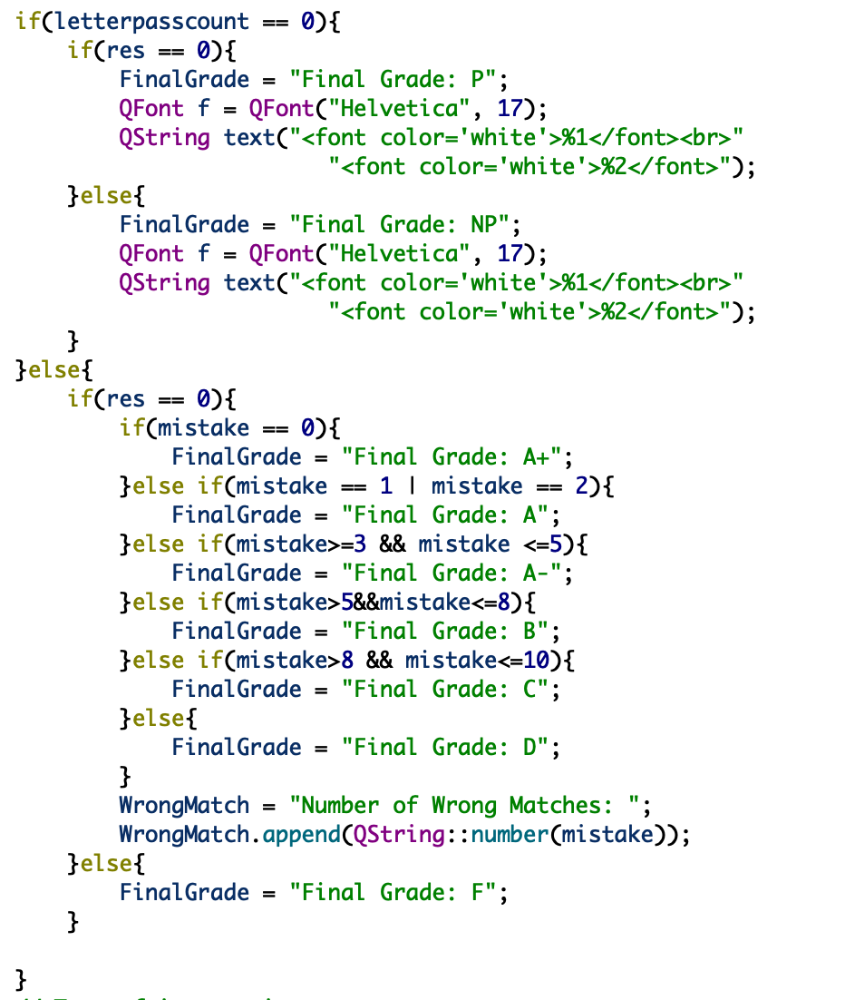 if(letterpasscount == 0){
    if(res == 0){
        FinalGrade = "Final Grade: P";
        QFont f = QFont("Helvetica", 17);
        QString text("<font color='white'>%1</font><br>"
                        "<font color='white'>%2</font>");
    }else{
        FinalGrade = "Final Grade: NP";
        QFont f = QFont("Helvetica", 17);
        QString text("<font color='white'>%1</font><br>"
                        "<font color='white'>%2</font>");
    }
}else{
    if(res == 0){
        if(mistake == 0){
            FinalGrade = "Final Grade: A+";
        }else if(mistake == 1 | mistake == 2){
            FinalGrade = "Final Grade: A";
        }else if(mistake>=3 && mistake <=5){
            FinalGrade = "Final Grade: A-";
        }else if(mistake>5&&mistake<=8){
            FinalGrade = "Final Grade: B";
        }else if(mistake>8 && mistake<=10){
            FinalGrade = "Final Grade: C";
        }else{
            FinalGrade = "Final Grade: D";
        }
        WrongMatch = "Number of Wrong Matches: ";
        WrongMatch.append(QString::number(mistake));
    }else{
        FinalGrade = "Final Grade: F";
    }

}